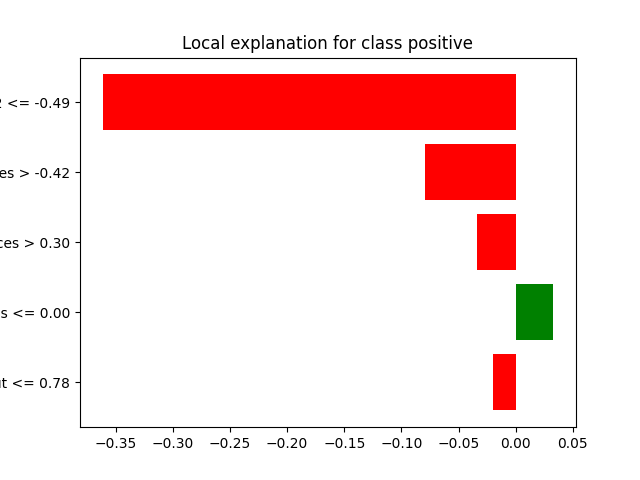 Local explanation for class positive
2 <= -0.49
es > -0.42
ces > 0.30
s <= 0.00
ut <= 0.78
−0.35 −0.30 −0.25 −0.20 −0.15 −0.10 −0.05 0.00 0.05